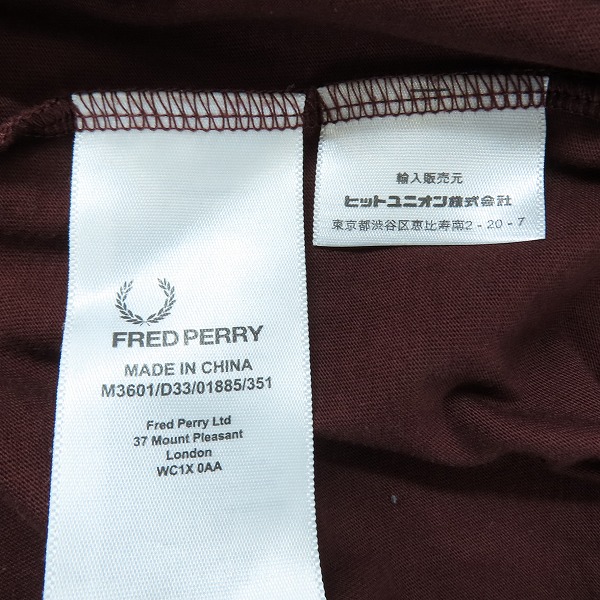 FRED PERRY
MADE IN CHINA
M3601/D33/01885/351
Fred Perry Ltd
37 Mount Pleasant
London
WC1X 0AA
輸入販売元
ヒットユニオン株式会社
東京都渋谷区恵比寿南2-20-7